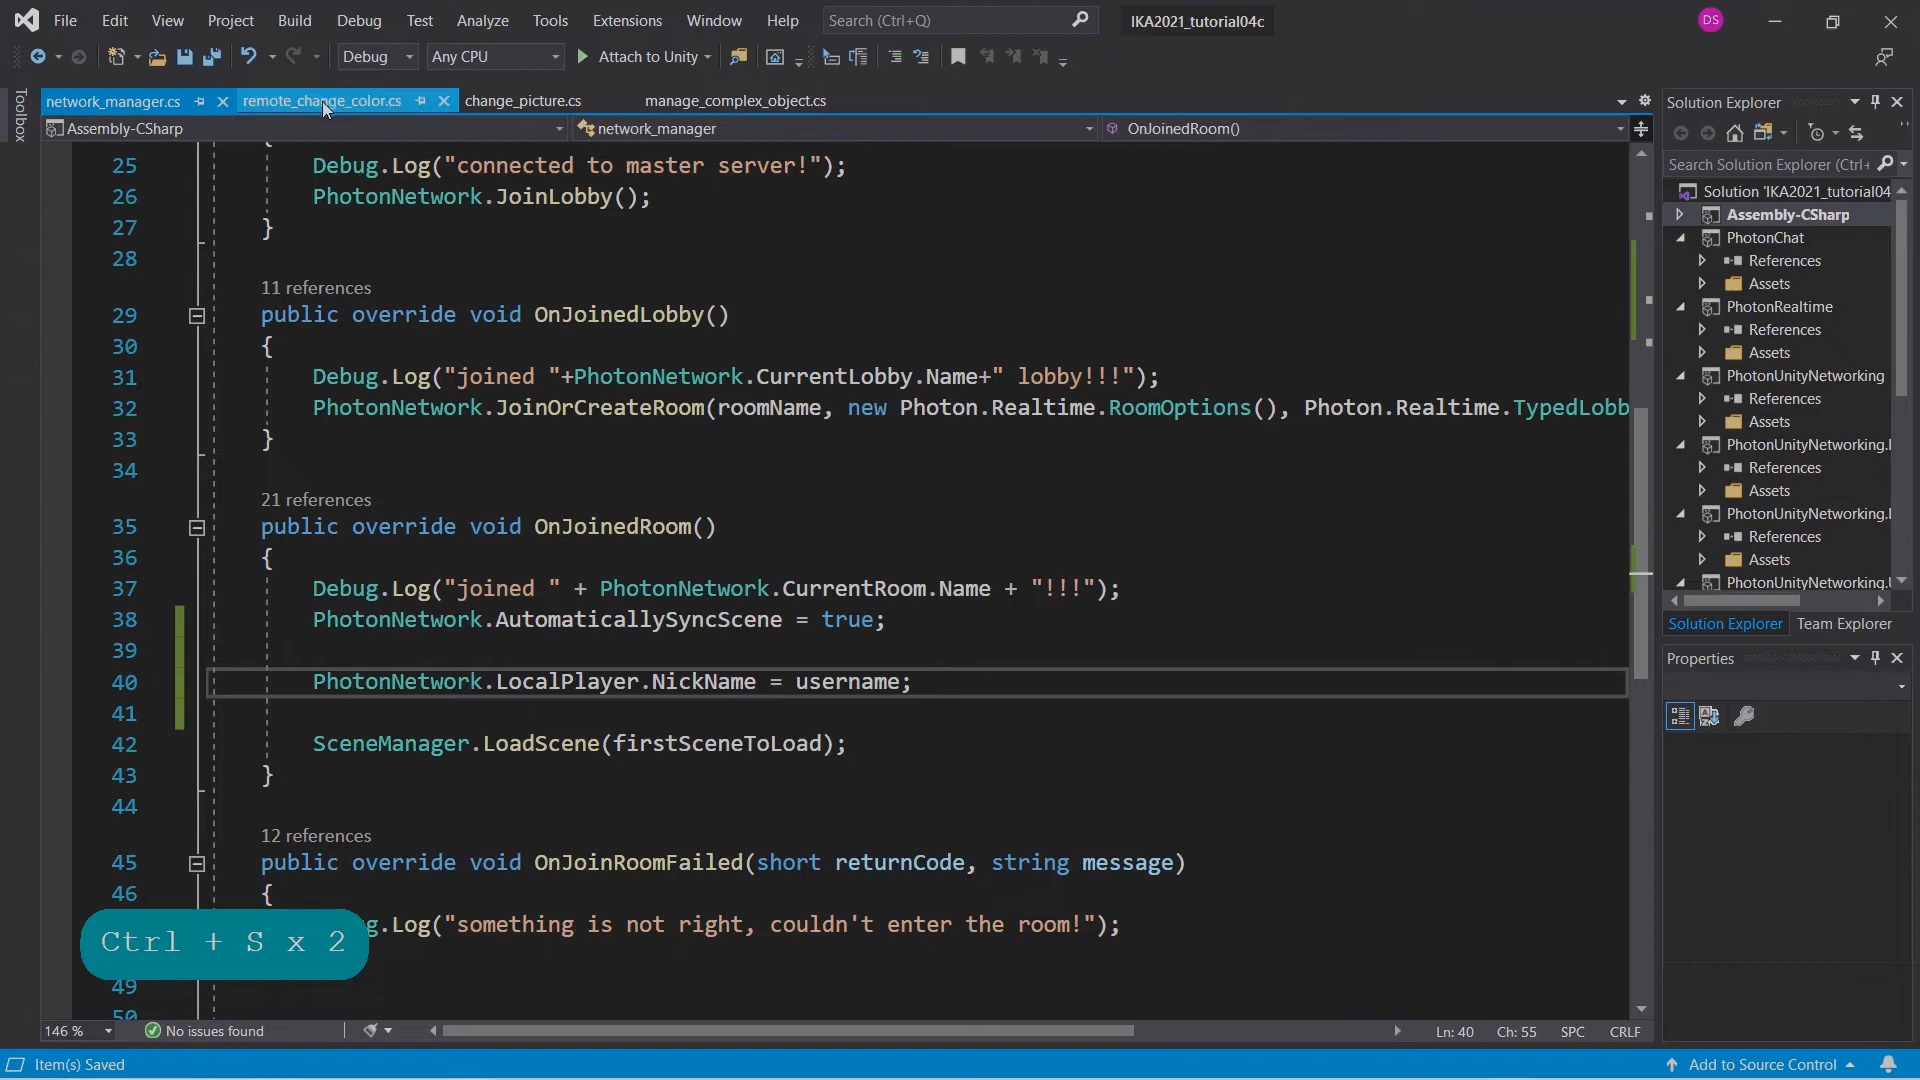 File Edit View Project Build Debug Test Analyze Tools Extensions Window Help Search (Ctrl+Q) IKA2021_tutorial04c DS
Debug Any CPU Attach to Unity
Toolbox
network_manager.cs remote_change_color.cs change_picture.cs manage_complex_object.cs
Assembly-CSharp network_manager OnJoinedRoom()
25 Debug.Log("connected to master server!");
26 PhotonNetwork.JoinLobby();
27 }
28
11 references
29 public override void OnJoinedLobby()
30 {
31 Debug.Log("joined "+PhotonNetwork.CurrentLobby.Name+" lobby!!!");
32 PhotonNetwork.JoinOrCreateRoom(roomName, new Photon.Realtime.RoomOptions(), Photon.Realtime.TypedLobb
33 }
34
21 references
35 public override void OnJoinedRoom()
36 {
37 Debug.Log("joined " + PhotonNetwork.CurrentRoom.Name + "!!!");
38 PhotonNetwork.AutomaticallySyncScene = true;
39
40 PhotonNetwork.LocalPlayer.NickName = username;
41
42 SceneManager.LoadScene(firstSceneToLoad);
43 }
44
12 references
45 public override void OnJoinRoomFailed(short returnCode, string message)
46 {
g.Log("something is not right, couldn't enter the room!");
Ctrl + S x 2
49
50
146 % No issues found Ln: 40 Ch: 55 SPC CRLF
Item(s) Saved Add to Source Control
Solution Explorer
Search Solution Explorer (Ctrl+
Solution 'IKA2021_tutorial04
Assembly-CSharp
PhotonChat
References
Assets
PhotonRealtime
References
Assets
PhotonUnityNetworking
References
Assets
PhotonUnityNetworking.
References
Assets
PhotonUnityNetworking.
References
Assets
PhotonUnityNetworking.
Solution Explorer Team Explorer
Properties